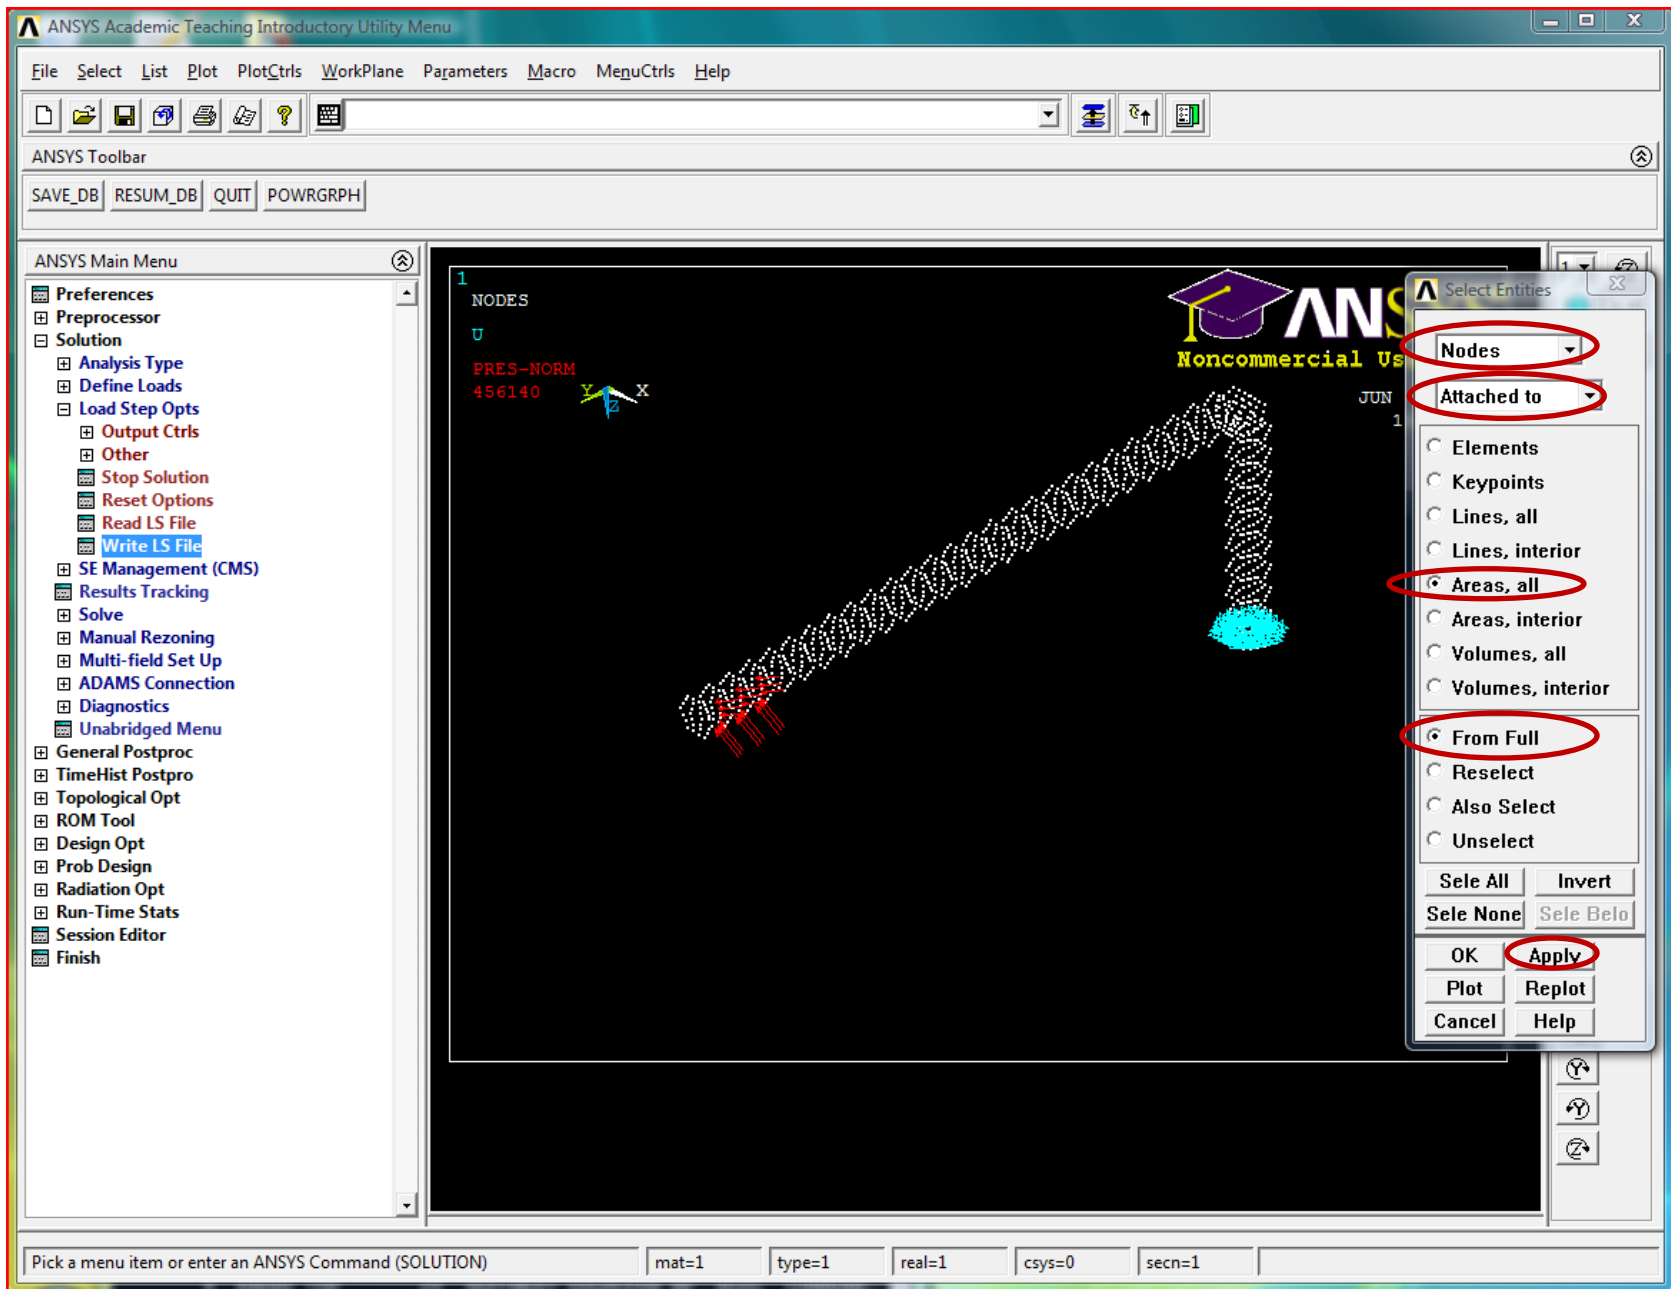 ANSYS Academic Teaching Introductory Utility Menu
File Select List Plot PlotCtrls WorkPlane Parameters Macro MenuCtrls Help
ANSYS Toolbar
SAVE_DB RESUM_DB QUIT POWRGRPH
ANSYS Main Menu
Preferences
Preprocessor
Solution
Analysis Type
Define Loads
Load Step Opts
Output Ctrls
Other
Stop Solution
Reset Options
Read LS File
Write LS File
SE Management (CMS)
Results Tracking
Solve
Manual Rezoning
Multi-field Set Up
ADAMS Connection
Diagnostics
Unabridged Menu
General Postproc
TimeHist Postpro
Topological Opt
ROM Tool
Design Opt
Prob Design
Radiation Opt
Run-Time Stats
Session Editor
Finish
1
NODES
U
PRES-NORM
456140
Y X
Z
ANS
Noncommercial Us
JUN
1
1
Select Entities
Nodes
Attached to
Elements
Keypoints
Lines, all
Lines, interior
Areas, all
Areas, interior
Volumes, all
Volumes, interior
From Full
Reselect
Also Select
Unselect
Sele All Invert
Sele None Sele Belo
OK Apply
Plot Replot
Cancel Help
Y
Y
Z
Pick a menu item or enter an ANSYS Command (SOLUTION) mat=1 type=1 real=1 csys=0 secn=1